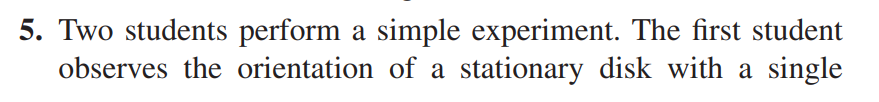 5. Two students perform a simple experiment. The first student
observes the orientation of a stationary disk with a single